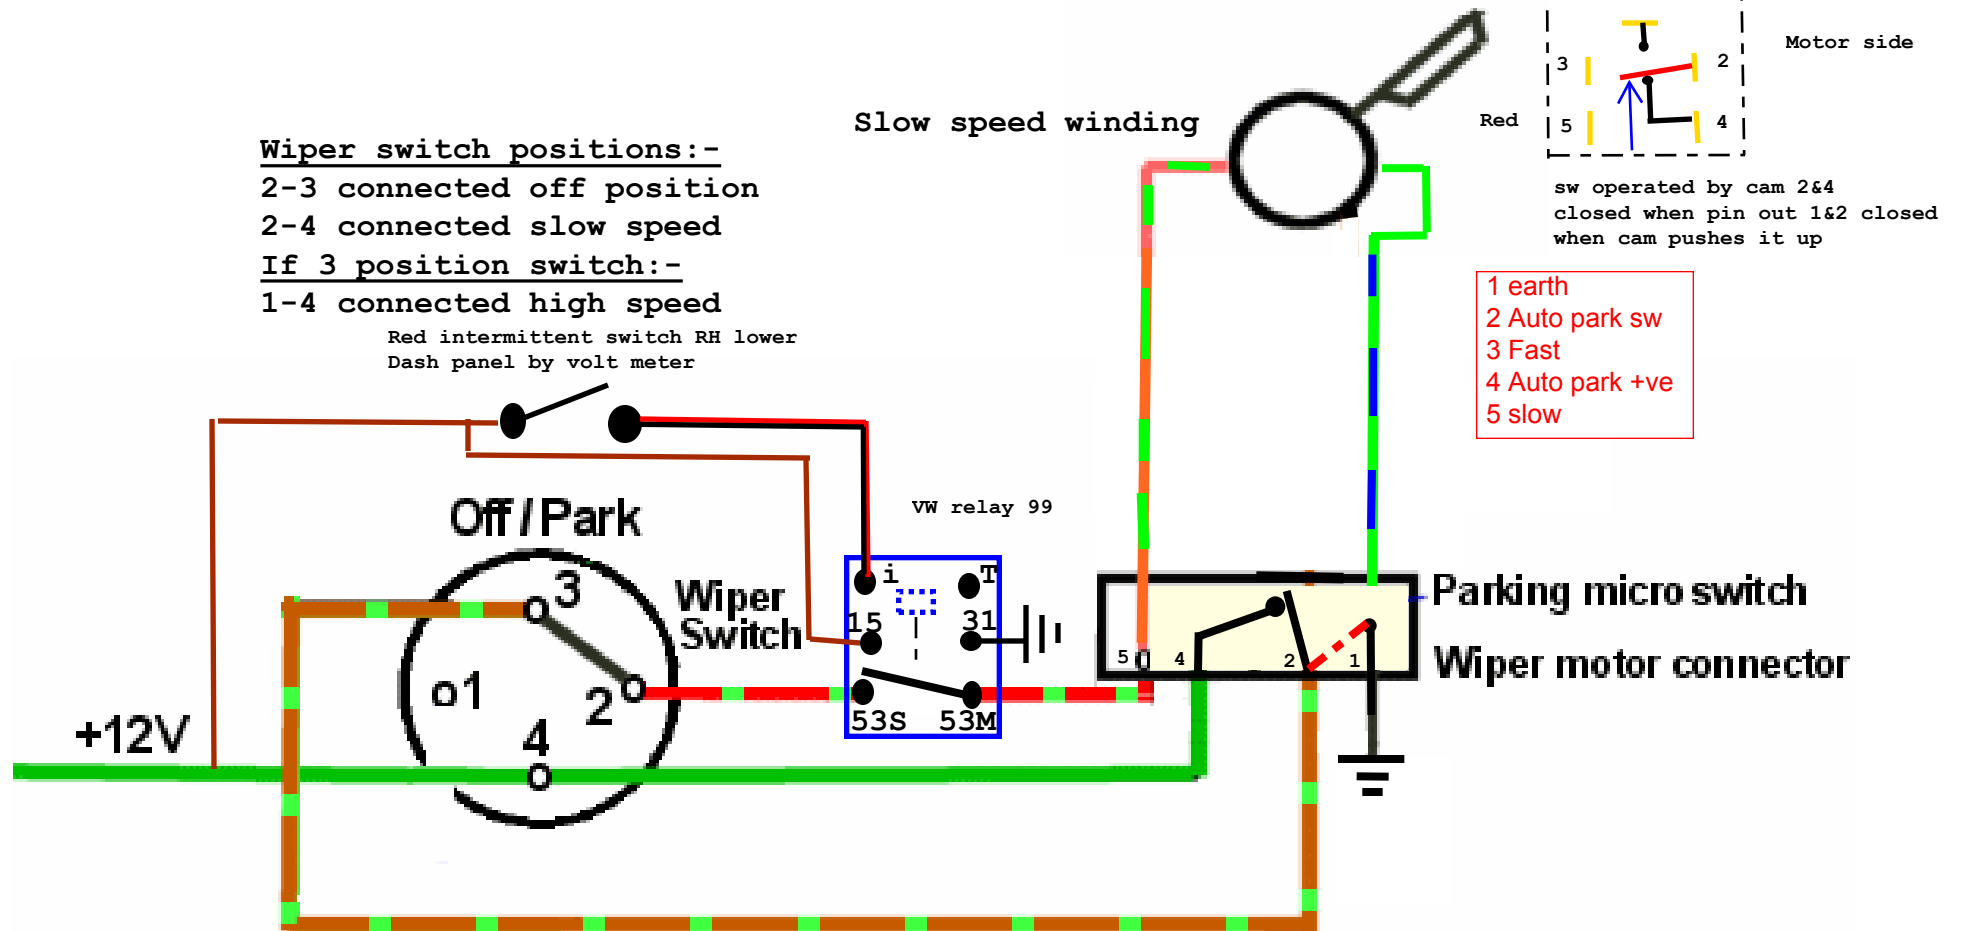 Wiper switch positions:-
2-3 connected off position
2-4 connected slow speed
If 3 position switch:-
1-4 connected high speed
Red intermittent switch RH lower
Dash panel by volt meter
Slow speed winding
Motor side
3
2
Red
5
4
sw operated by cam 2&4
closed when pin out 1&2 closed
when cam pushes it up
1 earth
2 Auto park sw
3 Fast
4 Auto park +ve
5 slow
Off / Park
VW relay 99
3
Wiper
Switch
o1
2
4
+12V
i
T
15
31
53S
53M
5
4
2
1
Parking micro switch
Wiper motor connector